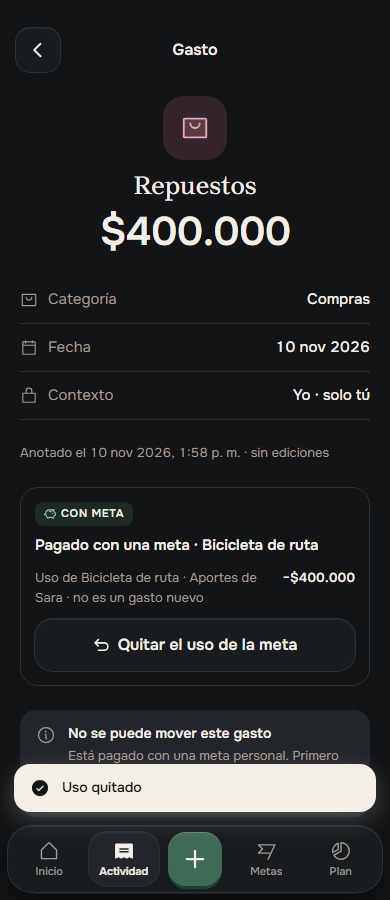 Gasto
Repuestos
$400.000
Categoría
Compras
Fecha
10 nov 2026
Contexto
Yo · solo tú
Anotado el 10 nov 2026, 1:58 p. m. · sin ediciones
CON META
Pagado con una meta · Bicicleta de ruta
Uso de Bicicleta de ruta · Aportes de
-$400.000
Sara · no es un gasto nuevo
Quitar el uso de la meta
No se puede mover este gasto
Está pagado con una meta personal. Primero
Uso quitado
Inicio
Actividad
Metas
Plan